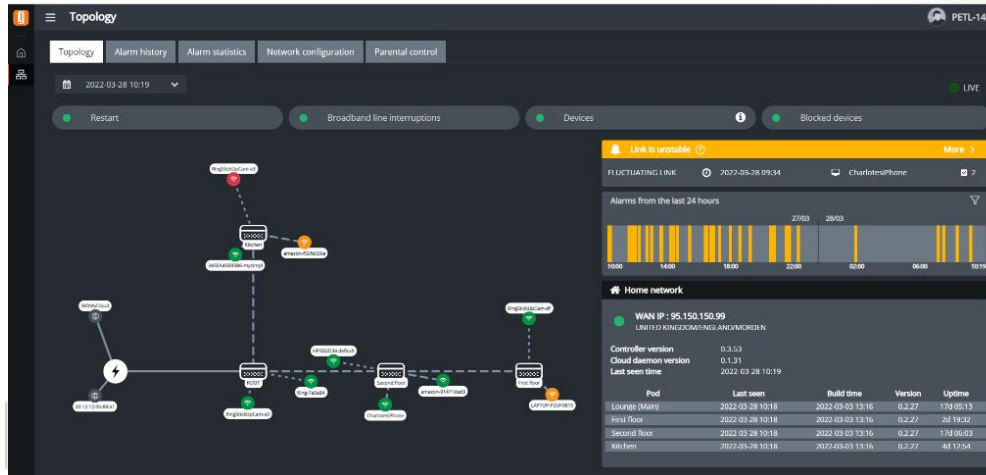 Topology
PETL-14
Topology
Alarm history
Alarm statistics
Network configuration
Parental control
2022-03-28 10:19
LIVE
Restart
Broadband line interruptions
Devices
Blocked devices
Link is unstable
More >
FLUCTUATING LINK
2022-03-28 09:34
CharlotesiPhone
2
Alarms from the last 24 hours
27/03 28/03
10:00 14:00 18:00 22:00 02:00 06:00 10:19
Home network
WAN IP : 95.150.150.99
UNITED KINGDOM/ENGLAND/MORDEN
Controller version 0.3.53
Cloud daemon version 0.1.31
Last seen time 2022-03-28 10:19
Pod Last seen Build time Version Uptime
Lounge (Main) 2022-03-28 10:18 2022-03-03 13:16 0.2.27 17d 05:13
First floor 2022-03-28 10:18 2022-03-03 13:16 0.2.27 2d 19:32
Second floor 2022-03-28 10:18 2022-03-03 13:16 0.2.27 17d 06:03
Kitchen 2022-03-28 10:18 2022-03-03 13:16 0.2.27 4d 12:54
Kitchen
WDMyCloud
ROOT
Second floor
First floor
CharlotesiPhone